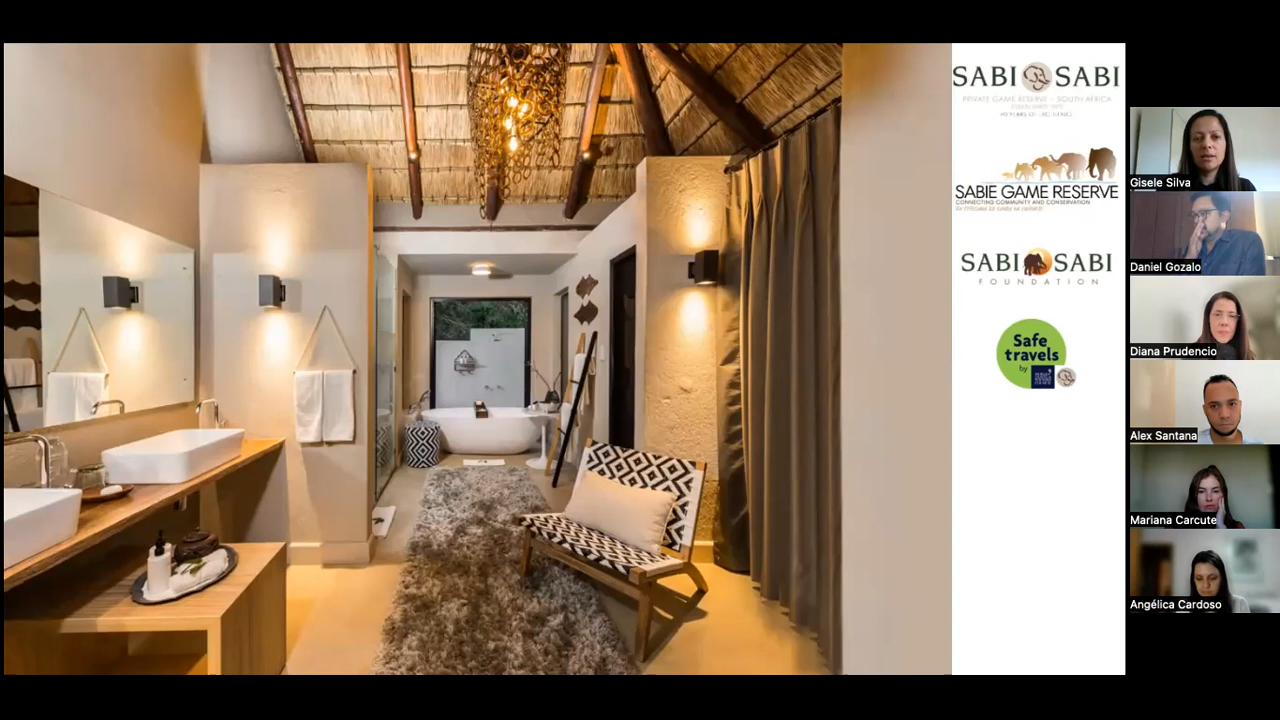 SABI SABI
PRIVATE GAME RESERVE – SOUTH AFRICA
SABIE GAME RESERVE
CONNECTING COMMUNITY AND CONSERVATION
SABI SABI
FOUNDATION
Safe
travels
by
Gisele Silva
Daniel Gozalo
Diana Prudencio
Alex Santana
Mariana Carcute
Angélica Cardoso